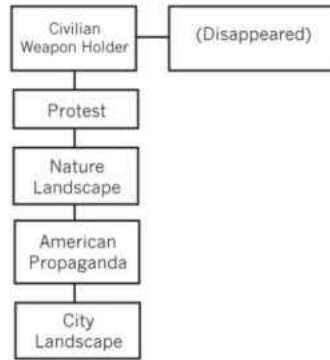 Civilian
Weapon Holder
(Disappeared)
Protest
Nature
Landscape
American
Propaganda
City
Landscape